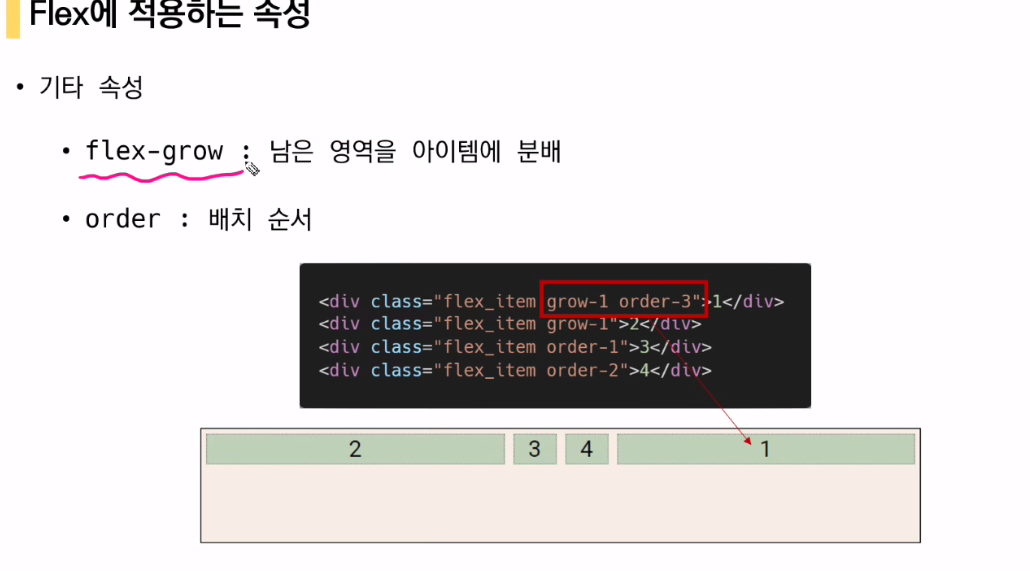 Flex에 적용하는 속성
• 기타 속성
• flex-grow : 남은 영역을 아이템에 분배
• order : 배치 순서
<div class="flex_item grow-1 order-3">1</div>
<div class="flex_item grow-1">2</div>
<div class="flex_item order-1">3</div>
<div class="flex_item order-2">4</div>
2 3 4 1